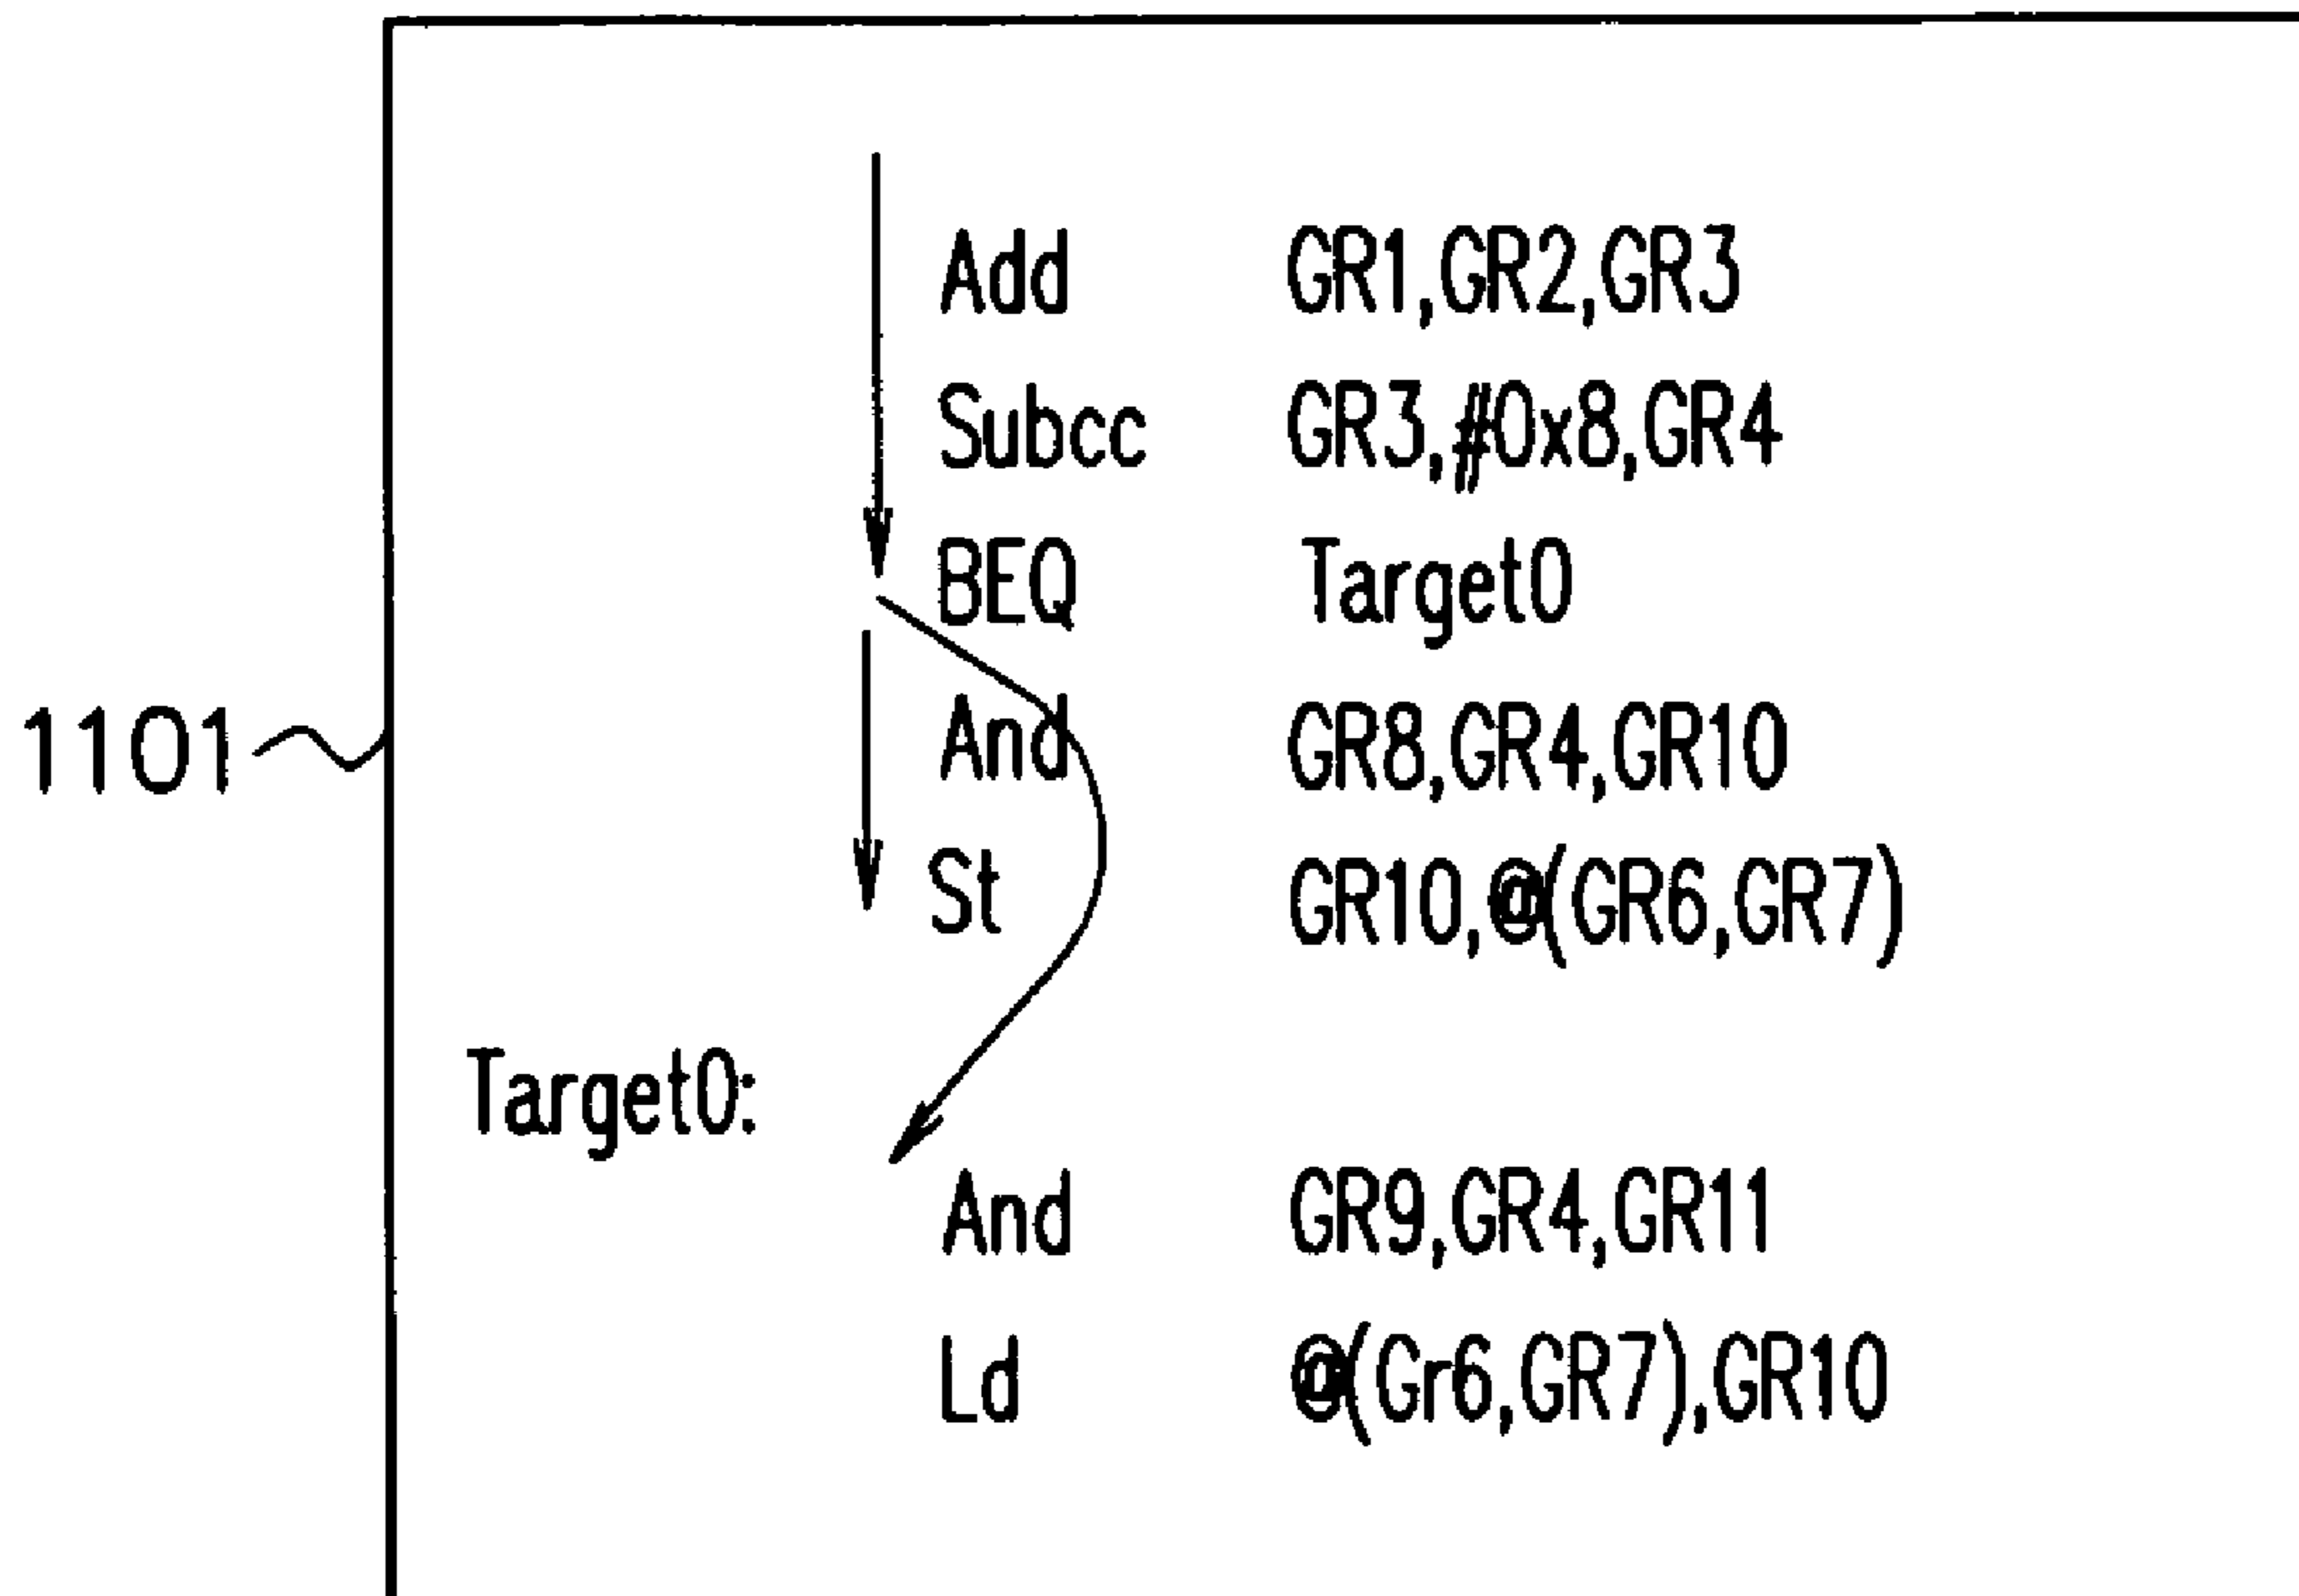 Add GR1,GR2,GR3
Subcc GR3,#0x8,GR4
BEQ Target0
1101 And GR8,GR4,GR10
St GR10,@(GR6,GR7)
Target0:
And GR9,GR4,GR11
Ld @(Gr6,GR7),GR10